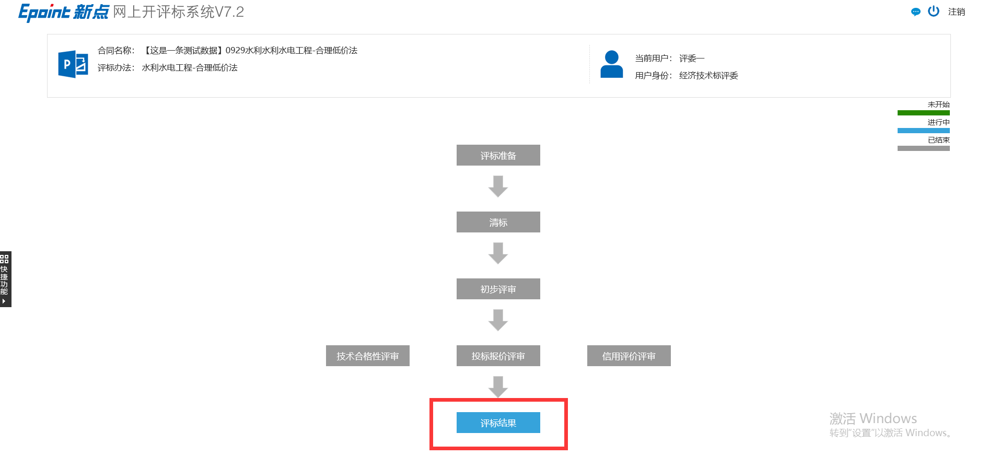 Epoint 新点 网上开评标系统V7.2
注销
合同名称： 【这是一条测试数据】0929水利水利水电工程-合理低价法
评标办法： 水利水电工程-合理低价法
当前用户： 评委一
用户身份： 经济技术标评委
未开始
进行中
已结束
评标准备
清标
初步评审
技术合格性评审
投标报价评审
信用评价评审
评标结果
快捷功能
P
激活 Windows
转到“设置”以激活 Windows。